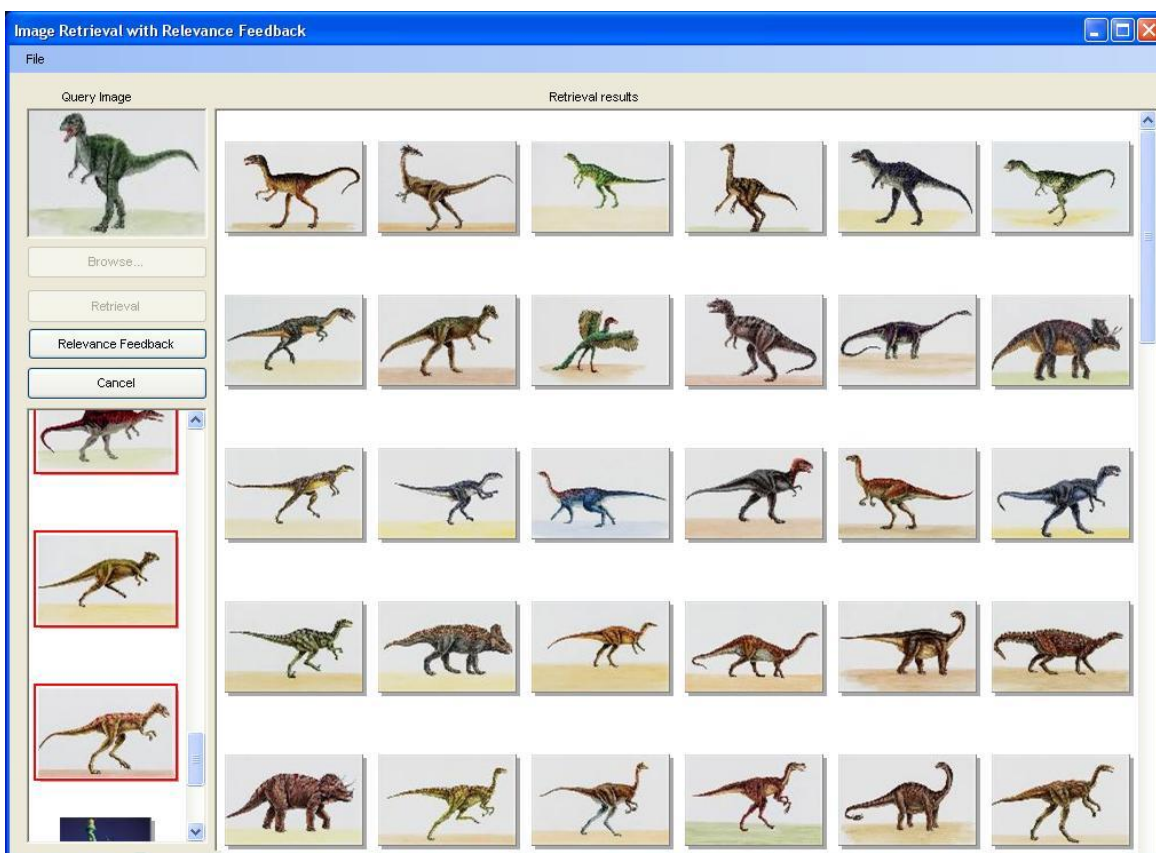 Image Retrieval with Relevance Feedback
File
Query Image
Retrieval results
Browse...
Retrieval
Relevance Feedback
Cancel